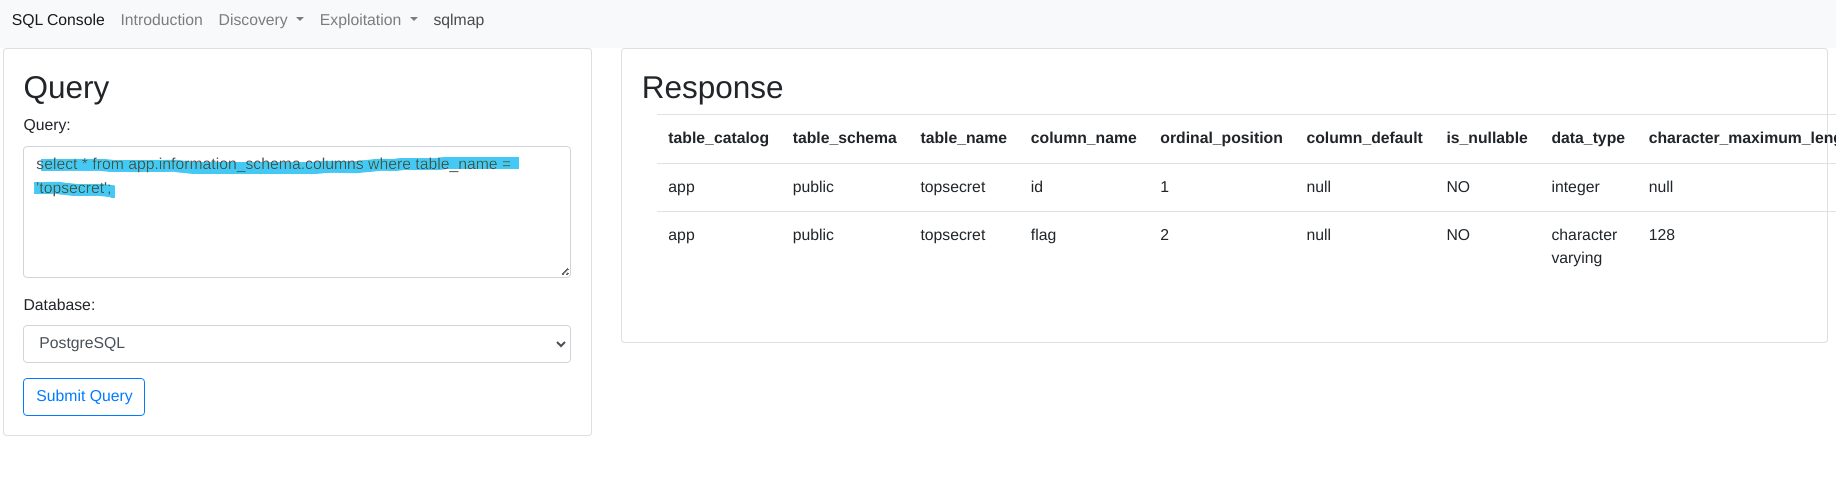 SQL Console Introduction Discovery Exploitation sqlmap
Query
Query:
select * from app.information_schema.columns where table_name =
'topsecret';
Database:
PostgreSQL
Submit Query
Response
table_catalog table_schema table_name column_name ordinal_position column_default is_nullable data_type character_maximum_leng
app public topsecret id 1 null NO integer null
app public topsecret flag 2 null NO character 128
varying